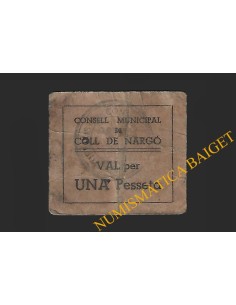 CONSELL MUNICIPAL
DE
COLL DE NARGÓ
VAL per
UNA Pesseta
NUMISMATICA BAIGET